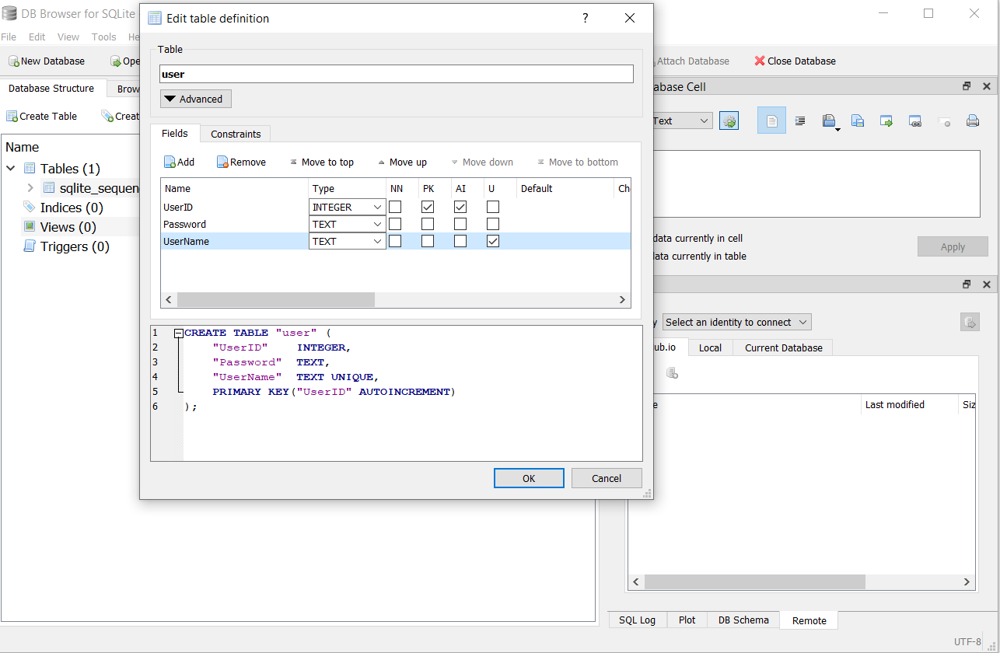 DB Browser for SQLite
File Edit View Tools He
New Database Ope
Database Structure Brow
Create Table Creat
Name
Tables (1)
sqlite_sequen
Indices (0)
Views (0)
Triggers (0)
Edit table definition ?
Table
user
Advanced
Fields Constraints
Add Remove Move to top Move up Move down Move to bottom
Name Type NN PK AI U Default Ch
UserID INTEGER
Password TEXT
UserName TEXT
1 CREATE TABLE "user" (
2 "UserID" INTEGER,
3 "Password" TEXT,
4 "UserName" TEXT UNIQUE,
5 PRIMARY KEY("UserID" AUTOINCREMENT)
6 );
OK Cancel
Attach Database Close Database
abase Cell
Text
data currently in cell
data currently in table
Apply
y Select an identity to connect
ub.io Local Current Database
e Last modified Siz
SQL Log Plot DB Schema Remote
UTF-8